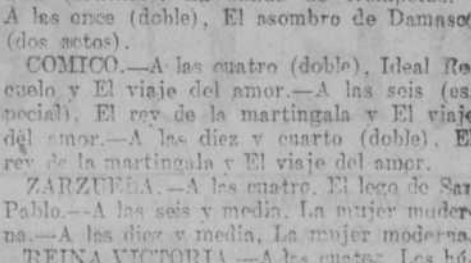 A las once (doble), El asombro de Damasco
(dos actos).
COMICO.—A las cuatro (doble), Ideal Re
cuelo y El viaje del amor.—A las seis (es
pecial), El rey de la martingala y El viaje
del amor.—A las diez y cuarto (doble), El
rey de la martingala y El viaje del amor.
ZARZUELA.—A las cuatro, El lego de San
Pablo.—A las seis y media, La mujer moder
na.—A las diez y media, La mujer moderna.
REINA VICTORIA.—A las cuatro, Los